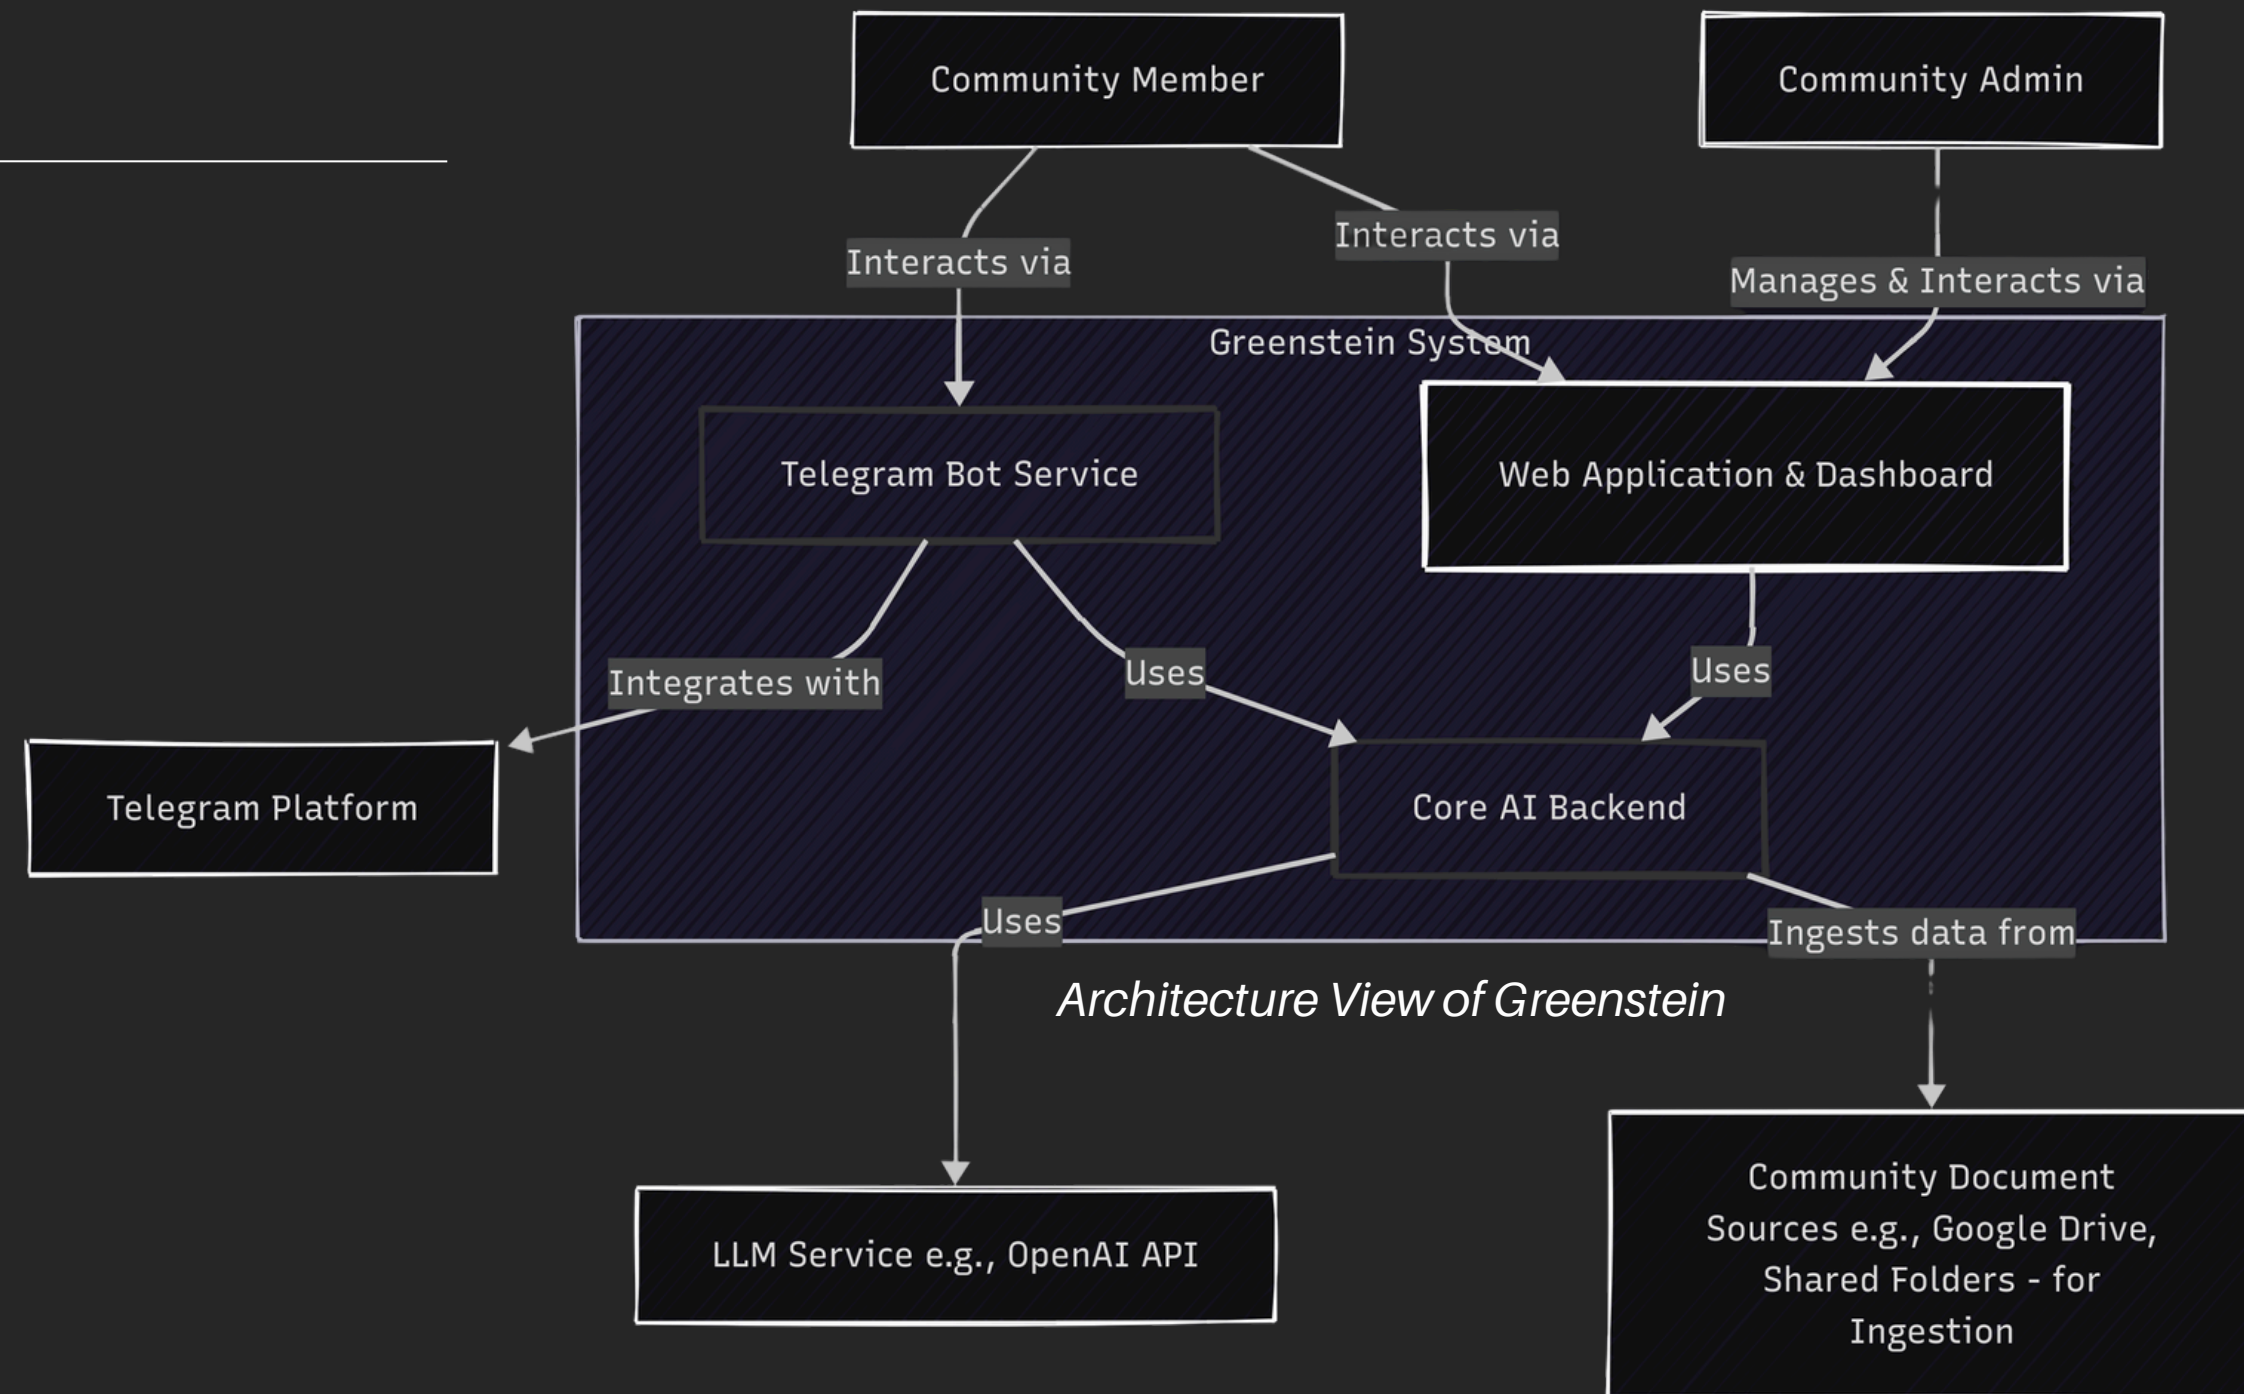 Community Member
Community Admin
Interacts via
Interacts via
Manages & Interacts via
Greenstein System
Telegram Bot Service
Web Application & Dashboard
Integrates with
Uses
Uses
Telegram Platform
Core AI Backend
Uses
Ingests data from
Architecture View of Greenstein
LLM Service e.g., OpenAI API
Community Document
Sources e.g., Google Drive,
Shared Folders - for
Ingestion